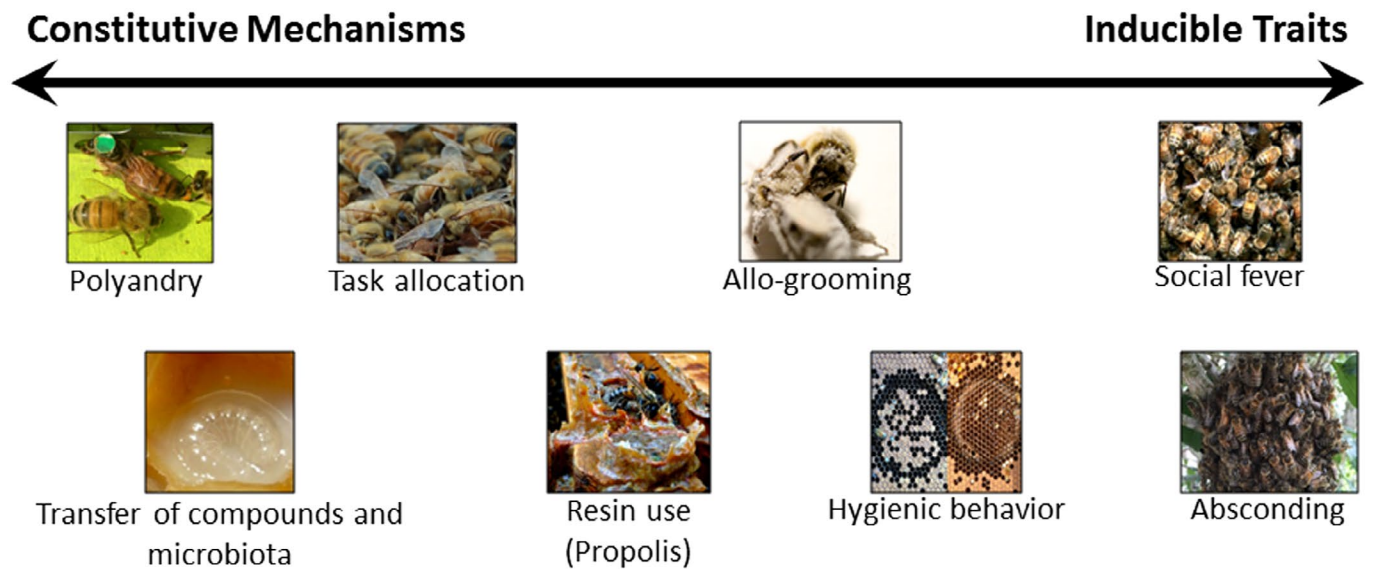 Constitutive Mechanisms
Inducible Traits
Polyandry
Task allocation
Allo-grooming
Social fever
Transfer of compounds and
microbiota
Resin use
(Propolis)
Hygienic behavior
Absconding